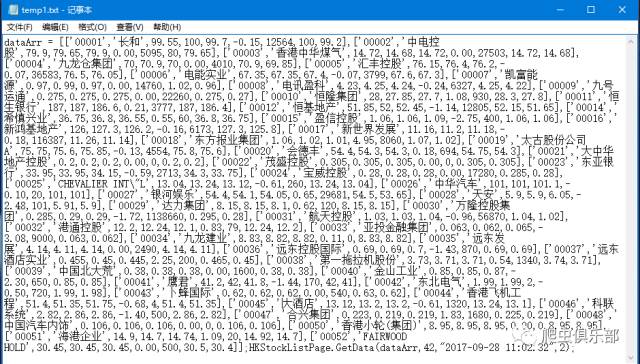 temp1.txt - 记事本
文件(F) 编辑(E) 格式(O) 查看(V) 帮助(H)
dataArr = [['00001','长和',99.55,100,99.7,-0.15,12564,100,99.2],['00002','中电控
股',79.9,79.65,79.9,0.00,5095,80,79.65],['00003','香港中华煤气',14.72,14.68,14.72,0.00,27503,14.72,14.68],
['00004','九龙仓集团',70,70.9,70,0.00,4010,70.9,69.85],['00005','汇丰控股',76.15,76.4,76.2,-
0.07,36583,76.5,76.05],['00006','电能实业',67.35,67.35,67.4,-0.07,3799,67.6,67.3],['00007','凯富能
源',0.97,0.99,0.97,0.00,14760,1.02,0.96],['00008','电讯盈科',4.23,4.25,4.24,-0.24,6327,4.25,4.2],['00009','九号
运通',0.275,0.275,0.275,0.00,22260,0.275,0.27],['00010','恒隆集团',28.27,85,27.7,1.08,930,28.3,27.8],['00011','恒
生银行',187,187,186.6,0.21,3777,187,186.4],['00012','恒基地产',51.85,52,52.45,-1.14,12805,52.15,51.65],['00014','
希慎兴业',36.75,36.8,36.55,0.55,60,36.8,36.75],['00015','盈信控股',1.06,1.06,1.09,-2.75,400,1.06,1.06],['00016','
新鸿基地产',126,127.3,126.2,-0.16,6173,127.3,125.8],['00017','新世界发展',11.16,11.2,11.18,-
0.18,116387,11.26,11.14],['00018','东方报业集团',1.06,1.02,1.01,4.95,8060,1.07,1.02],['00019','太古股份公司
A',75.75,75.6,75.85,-0.13,4554,75.8,75.6],['00020','会德丰',54.4,54.3,54.3,0.18,694,54.75,54.3],['00021','大中华
地产控股',0.2,0.2,0.2,0.00,0,0.2,0.2],['00022','茂盛控股',0.305,0.305,0.305,0.00,0,0.305,0.305],['00023','东亚银
行',33.95,33.95,34.15,-0.59,2713,34.3,33.75],['00024','宝威控股',0.28,0.28,0.28,0.00,17280,0.285,0.28],
['00025','CHEVALIER INT\'L',13.04,13.24,13.12,-0.61,260,13.24,13.04],['00026','中华汽车',101,101,101.1,-
0.10,20,101,101],['00027','银河娱乐',54.4,54.1,54.05,0.65,29681,54.5,53.65],['00028','天安',5.9,5.9,6.05,-
2.48,101,5.91,5.9],['00029','达力集团',8.15,8.15,8.1,0.62,120,8.15,8.15],['00030','万隆控股集
团',0.285,0.29,0.29,-1.72,1138660,0.295,0.28],['00031','航天控股',1.03,1.03,1.04,-0.96,56870,1.04,1.02],
['00032','港通控股',12.2,12.24,12.1,0.83,79,12.24,12.2],['00033','亚投金融集团',0.063,0.062,0.065,-
3.08,9000,0.063,0.062],['00034','九龙建业',8.83,8.82,8.82,0.11,0,8.83,8.82],['00035','远东发
展',4.14,4.11,4.14,0.00,2490,4.14,4.11],['00036','远东控股国际',0.69,0.69,0.7,-1.43,870,0.69,0.69],['00037','远东
酒店实业',0.455,0.45,0.445,2.25,200,0.465,0.45],['00038','第一拖拉机股份',3.73,3.71,3.71,0.54,1340,3.74,3.71],
['00039','中国北大荒',0.38,0.38,0.38,0.00,1600,0.38,0.38],['00040','金山工业',0.85,0.85,0.87,-
2.30,650,0.85,0.85],['00041','鹰君',41.2,42,41.8,-1.44,170,42,41],['00042','东北电气',1.99,1.99,2,-
0.50,720,1.99,1.98],['00043','卜蜂国际',0.62,0.62,0.62,0.00,540,0.63,0.62],['00044','香港飞机工
程',51.4,51.35,51.75,-0.68,4,51.4,51.35],['00045','大酒店',13.12,13.2,13.2,-0.61,1320,13.24,13.1],['00046','科联
系统',2.82,2.86,2.86,-1.40,500,2.86,2.82],['00047','合兴集团',0.223,0.219,0.219,1.83,1680,0.225,0.219],['00048','
中国汽车内饰',0.106,0.106,0.106,0.00,0,0.106,0.106],['00050','香港小轮(集团)',8.95,8.95,8.95,
['00051','海港企业',14.9,14.7,14.74,1.09,20,14.92,14.7],['00052','FAIRWOOD
HOLD',30.45,30.45,30.45,0.00,500,30.5,30.4]];HKStockListPage.GetData(dataArr,42,"2017-09-28 11:02:32",2);
爬虫俱乐部